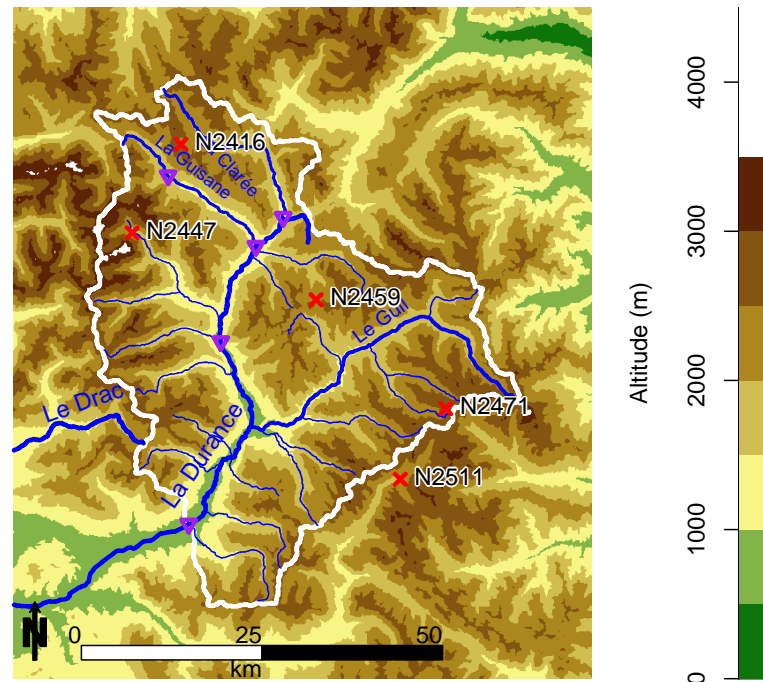 N2416
La Guisane
Clarée
N2447
N2459
Le Guil
Le Drac
N2471
La Durance
N2511
N
0 25 50
km
Altitude (m)
4000
3000
2000
1000
0